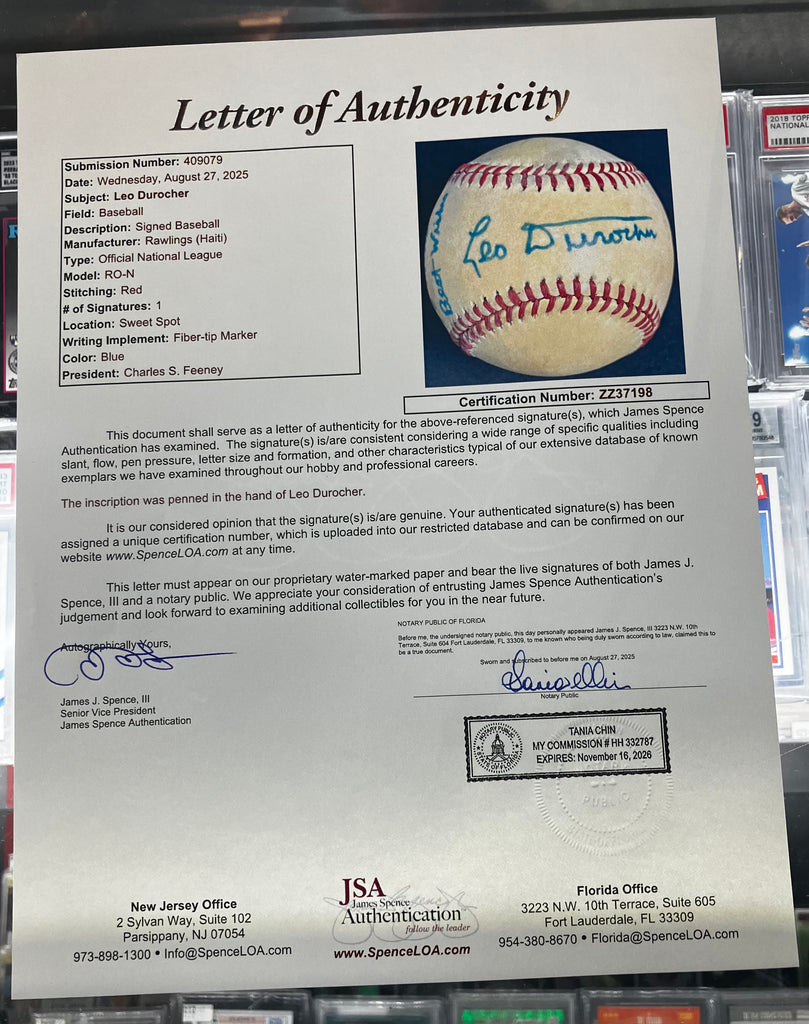 Letter of Authenticity
Submission Number: 409079
Date: Wednesday, August 27, 2025
Subject: Leo Durocher
Field: Baseball
Description: Signed Baseball
Manufacturer: Rawlings (Haiti)
Type: Official National League
Model: RO-N
Stitching: Red
# of Signatures: 1
Location: Sweet Spot
Writing Implement: Fiber-tip Marker
Color: Blue
President: Charles S. Feeney
Best Wishes
Leo Durocher
Certification Number: ZZ37198
This document shall serve as a letter of authenticity for the above-referenced signature(s), which James Spence
Authentication has examined. The signature(s) is/are consistent considering a wide range of specific qualities including
slant, flow, pen pressure, letter size and formation, and other characteristics typical of our extensive database of known
exemplars we have examined throughout our hobby and professional careers.
The inscription was penned in the hand of Leo Durocher.
It is our considered opinion that the signature(s) is/are genuine. Your authenticated signature(s) has been
assigned a unique certification number, which is uploaded into our restricted database and can be confirmed on our
website www.SpenceLOA.com at any time.
This letter must appear on our proprietary water-marked paper and bear the live signatures of both James J.
Spence, III and a notary public. We appreciate your consideration of entrusting James Spence Authentication's
judgement and look forward to examining additional collectibles for you in the near future.
Autographically Yours,
James J. Spence, III
Senior Vice President
James Spence Authentication
NOTARY PUBLIC OF FLORIDA
Before me, the undersigned notary public, this day personally appeared James J. Spence, III 3223 N.W. 10th
Terrace, Suite 604 Fort Lauderdale, FL 33309, to me known who being duly sworn according to law, claimed this to
be a true document.
Sworn and subscribed to before me on August 27, 2025
Notary Public
TANIA CHIN
MY COMMISSION # HH 332787
EXPIRES: November 16, 2026
PUBLIC
New Jersey Office
2 Sylvan Way, Suite 102
Parsippany, NJ 07054
973-898-1300 • Info@SpenceLOA.com
JSA
James Spence
Authentication
follow the leader
www.SpenceLOA.com
Florida Office
3223 N.W. 10th Terrace, Suite 605
Fort Lauderdale, FL 33309
954-380-8670 • Florida@SpenceLOA.com
2018 TOPP
NATIONAL
9